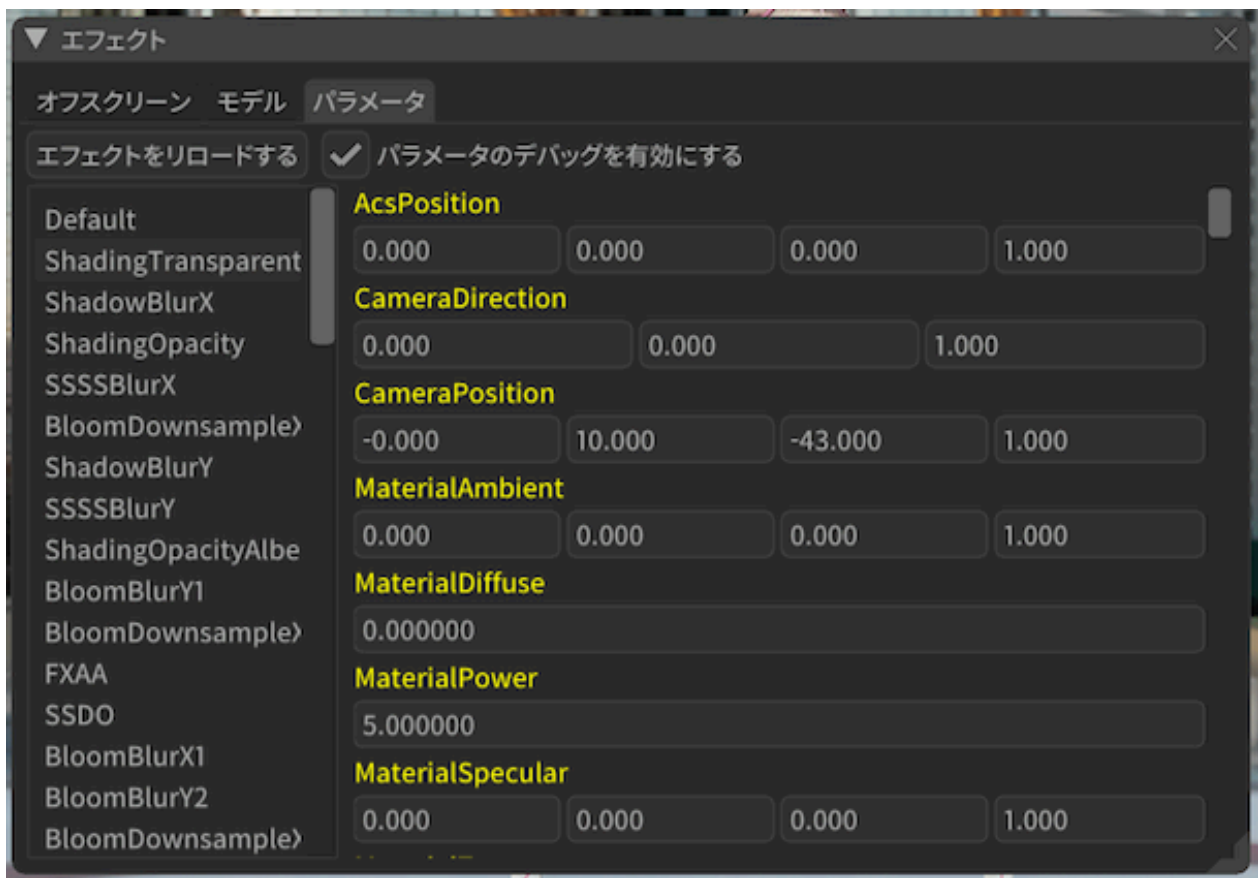 エフェクト
オフスクリーン モデル パラメータ
エフェクトをリロードする パラメータのデバッグを有効にする
Default
ShadingTransparent
ShadowBlurX
ShadingOpacity
SSSSBlurX
BloomDownsampleX
ShadowBlurY
SSSSBlurY
ShadingOpacityAlbe
BloomBlurY1
BloomDownsampleX
FXAA
SSDO
BloomBlurX1
BloomBlurY2
BloomDownsampleX
AcsPosition
0.000 0.000 0.000 1.000
CameraDirection
0.000 0.000 1.000
CameraPosition
-0.000 10.000 -43.000 1.000
MaterialAmbient
0.000 0.000 0.000 1.000
MaterialDiffuse
0.000000
MaterialPower
5.000000
MaterialSpecular
0.000 0.000 0.000 1.000